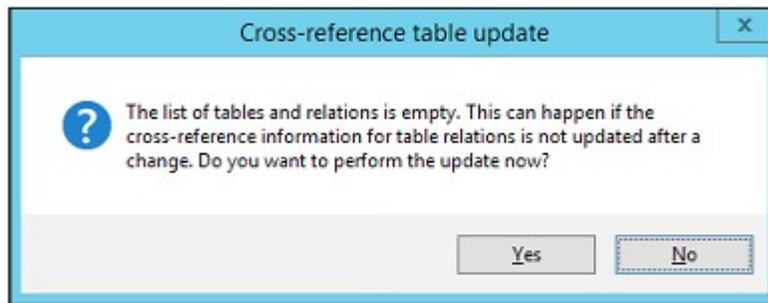 Cross-reference table update
x
?
The list of tables and relations is empty. This can happen if the
cross-reference information for table relations is not updated after a
change. Do you want to perform the update now?
Yes
No